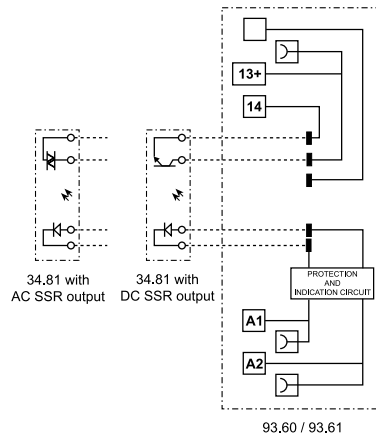 13+
14
34.81 with
AC SSR output
34.81 with
DC SSR output
PROTECTION
AND
INDICATION CIRCUIT
A1
A2
93.60 / 93.61